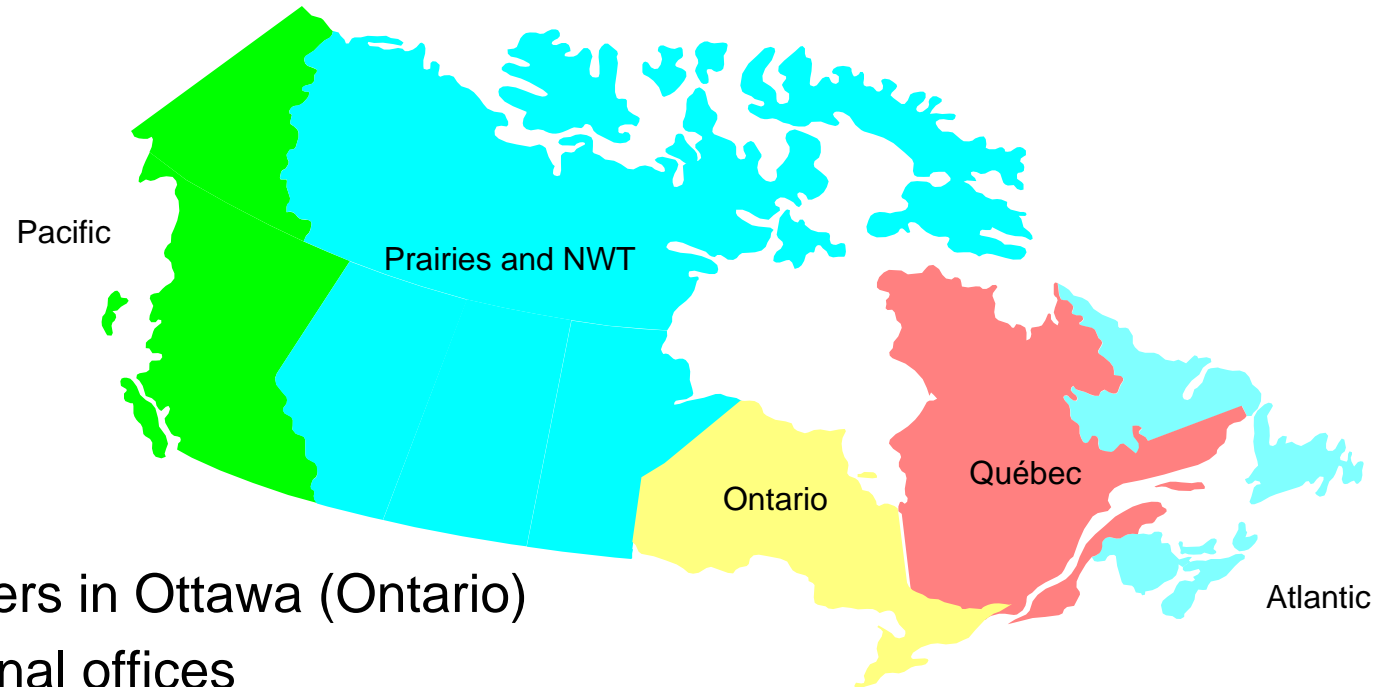 Pacific
Prairies and NWT
Québec
Ontario
Atlantic
ers in Ottawa (Ontario)
nal offices